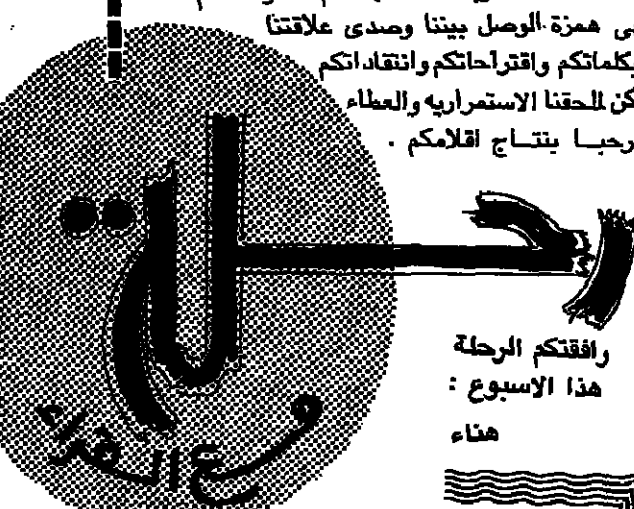 ى همزة الوصل بيننا وصدى علاقتنا
بكلماتكم واقتراحاتكم وانتقاداتكم
كن لملحقنا الاستمراريه والعطاء
رحبا بنتاج اقلامكم .
رحلة
مع القراء
رافقتكم الرحلة
هذا الاسبوع :
هناء